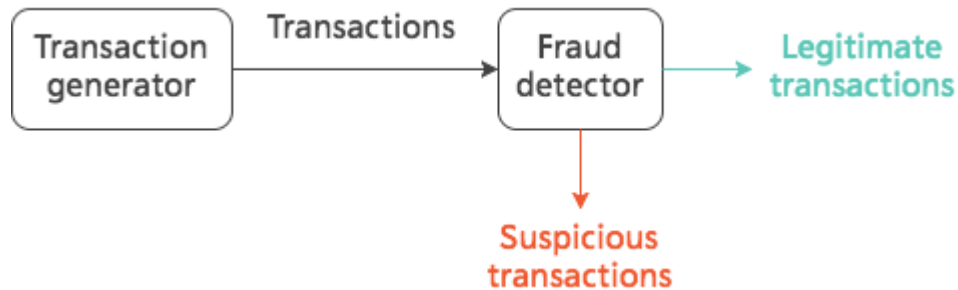 Transaction
generator
Transactions
Fraud
detector
Legitimate
transactions
Suspicious
transactions